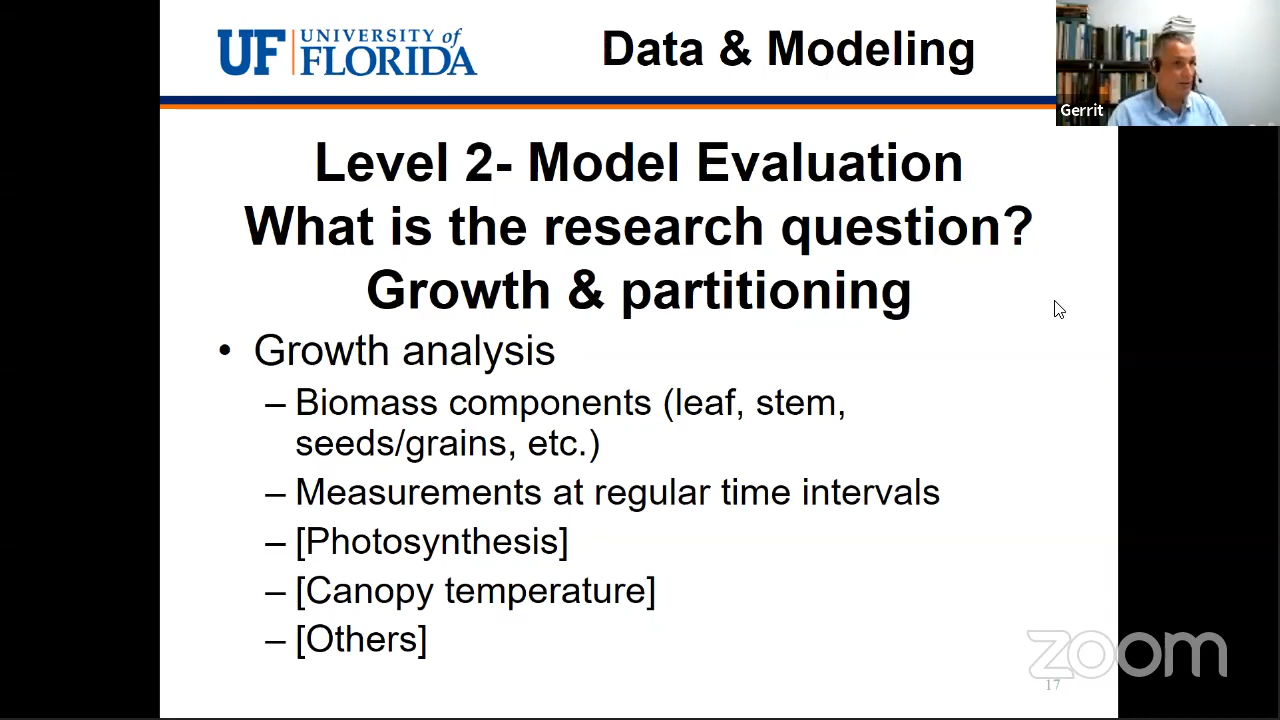 UF UNIVERSITY of
FLORIDA
Data & Modeling
Gerrit
Level 2- Model Evaluation
What is the research question?
Growth & partitioning
• Growth analysis
– Biomass components (leaf, stem,
seeds/grains, etc.)
– Measurements at regular time intervals
– [Photosynthesis]
– [Canopy temperature]
– [Others]
zoom
17